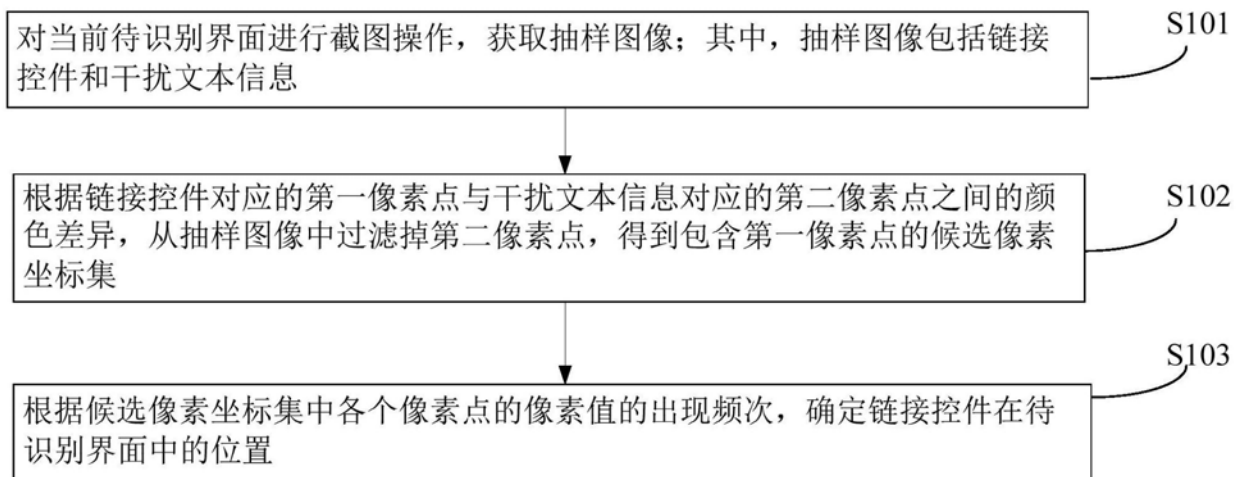 对当前待识别界面进行截图操作，获取抽样图像；其中，抽样图像包括链接
控件和干扰文本信息
S101
根据链接控件对应的第一像素点与干扰文本信息对应的第二像素点之间的颜
色差异，从抽样图像中过滤掉第二像素点，得到包含第一像素点的候选像素
坐标集
S102
根据候选像素坐标集中各个像素点的像素值的出现频次，确定链接控件在待
识别界面中的位置
S103